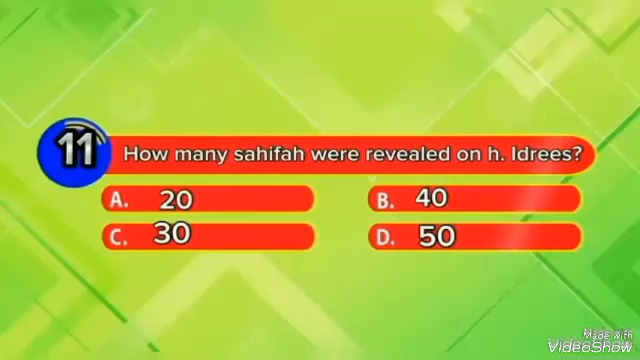 11
How many sahifah were revealed on h. Idrees?
A. 20
B. 40
C. 30
D. 50
Made with
VideoShow